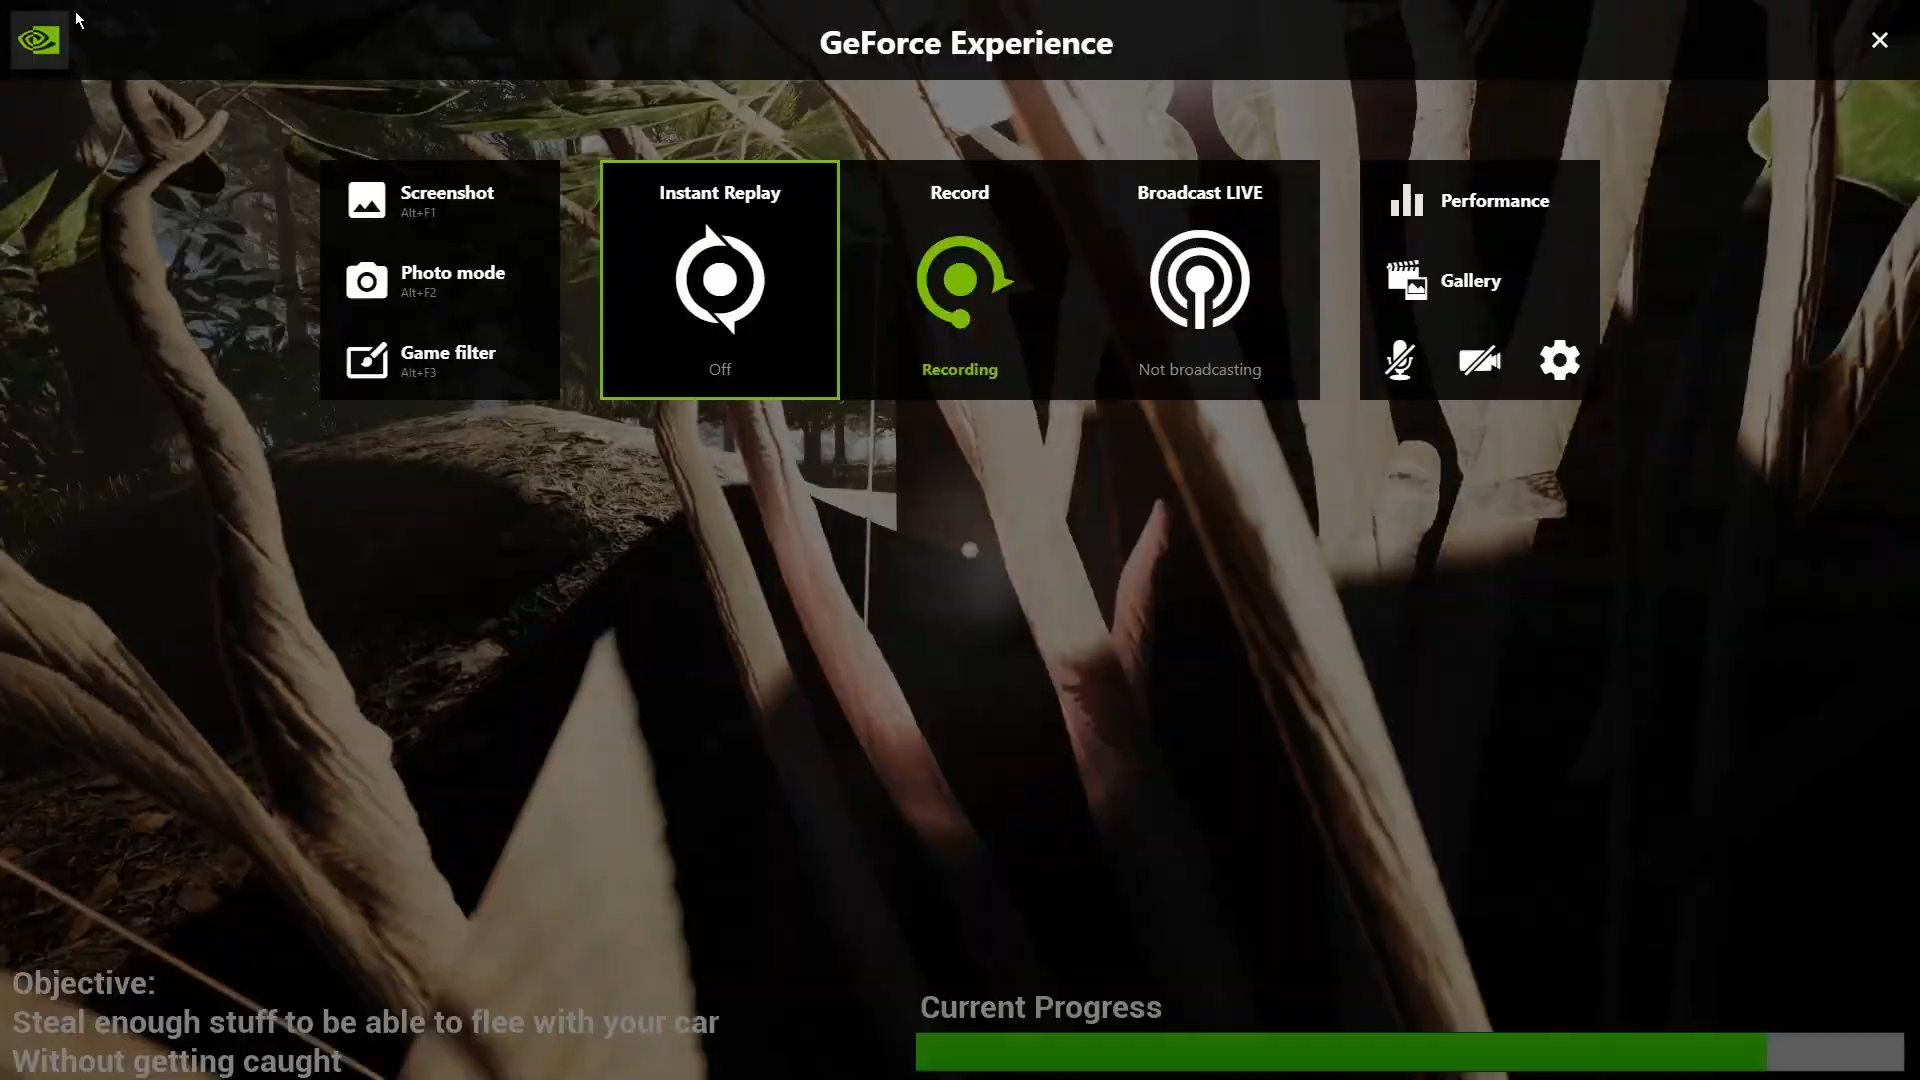 GeForce Experience
Screenshot
Alt+F1
Photo mode
Alt+F2
Game filter
Alt+F3
Instant Replay
Off
Record
Recording
Broadcast LIVE
Not broadcasting
Performance
Gallery
Objective:
Steal enough stuff to be able to flee with your car
Without getting caught
Current Progress